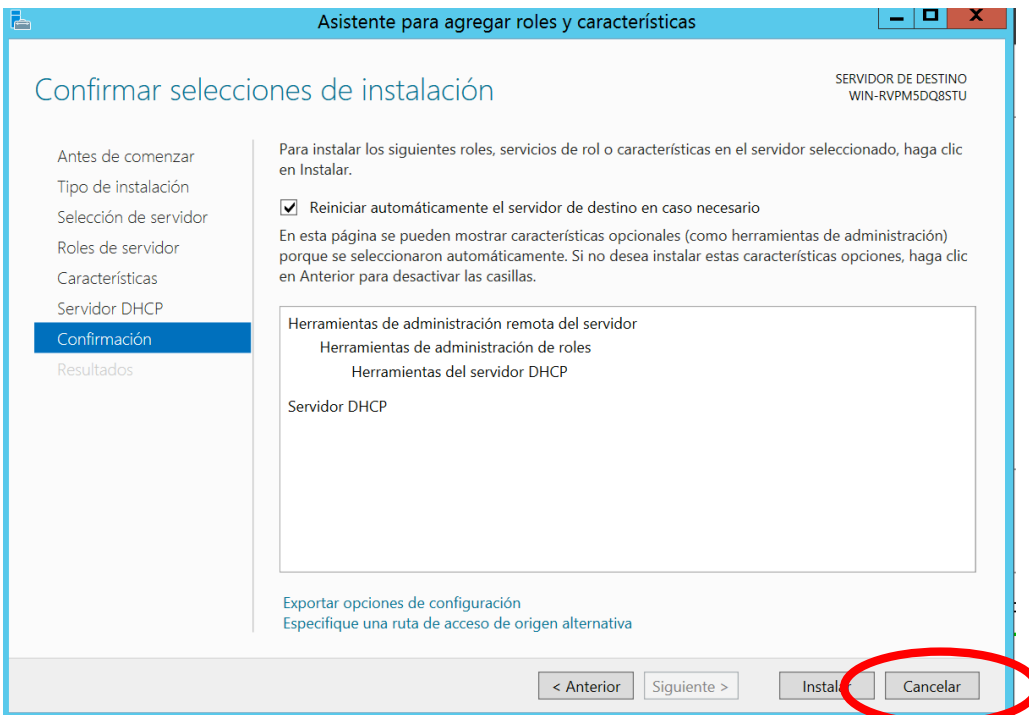 Asistente para agregar roles y características
X
Confirmar selecciones de instalación
SERVIDOR DE DESTINO
WIN-RVPM5DQ8STU
Antes de comenzar
Tipo de instalación
Selección de servidor
Roles de servidor
Características
Servidor DHCP
Confirmación
Resultados
Para instalar los siguientes roles, servicios de rol o características en el servidor seleccionado, haga clic
en Instalar.
Reiniciar automáticamente el servidor de destino en caso necesario
En esta página se pueden mostrar características opcionales (como herramientas de administración)
porque se seleccionaron automáticamente. Si no desea instalar estas características opciones, haga clic
en Anterior para desactivar las casillas.
Herramientas de administración remota del servidor
Herramientas de administración de roles
Herramientas del servidor DHCP
Servidor DHCP
Exportar opciones de configuración
Especifique una ruta de acceso de origen alternativa
< Anterior
Siguiente >
Instalar
Cancelar